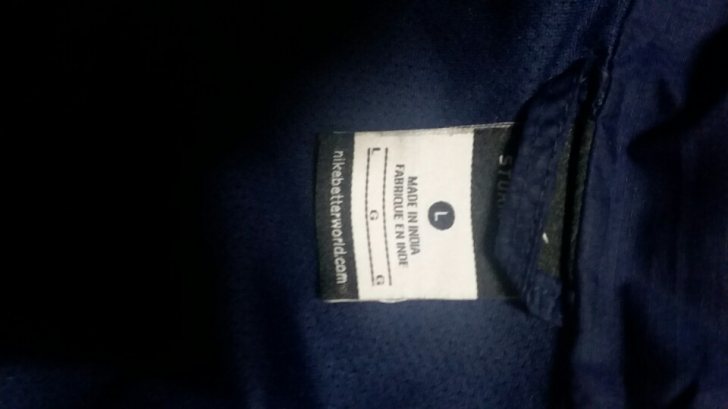 L
MADE IN INDIA
FABRIQUE EN INDE
L G G
nikebetterworld.com